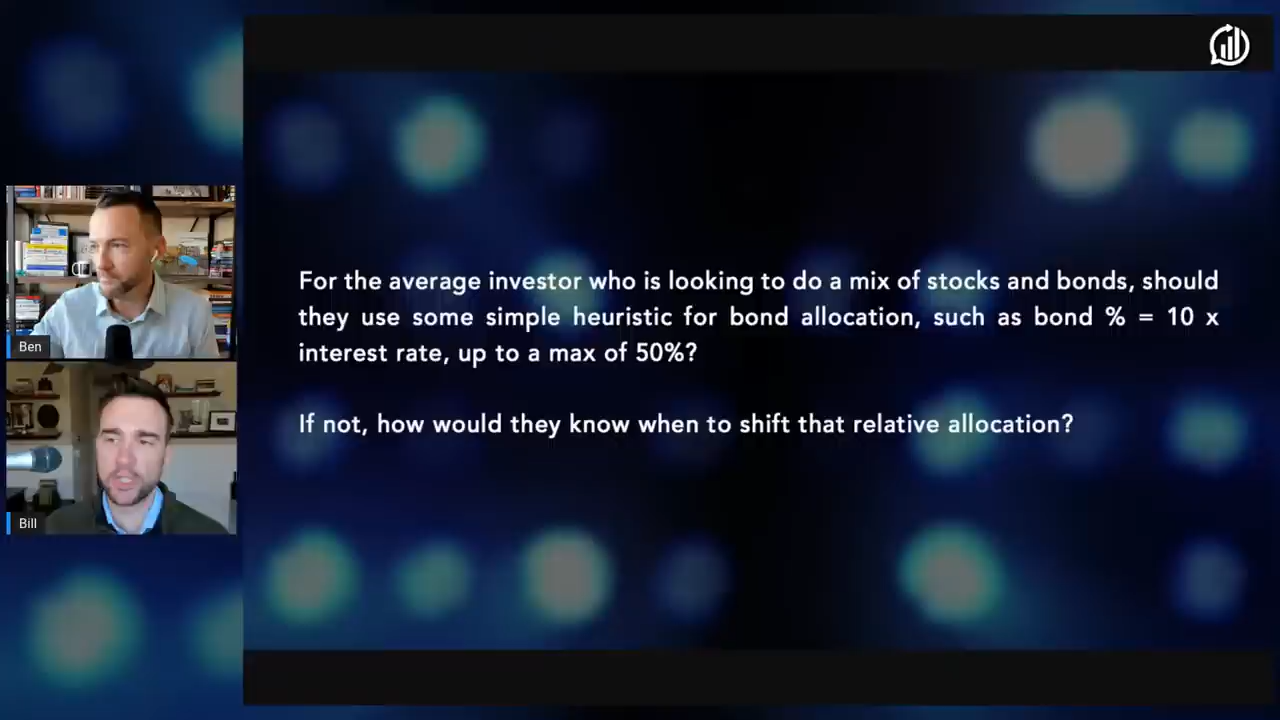 For the average investor who is looking to do a mix of stocks and bonds, should
they use some simple heuristic for bond allocation, such as bond % = 10 x
interest rate, up to a max of 50%?
If not, how would they know when to shift that relative allocation?
Ben
Bill